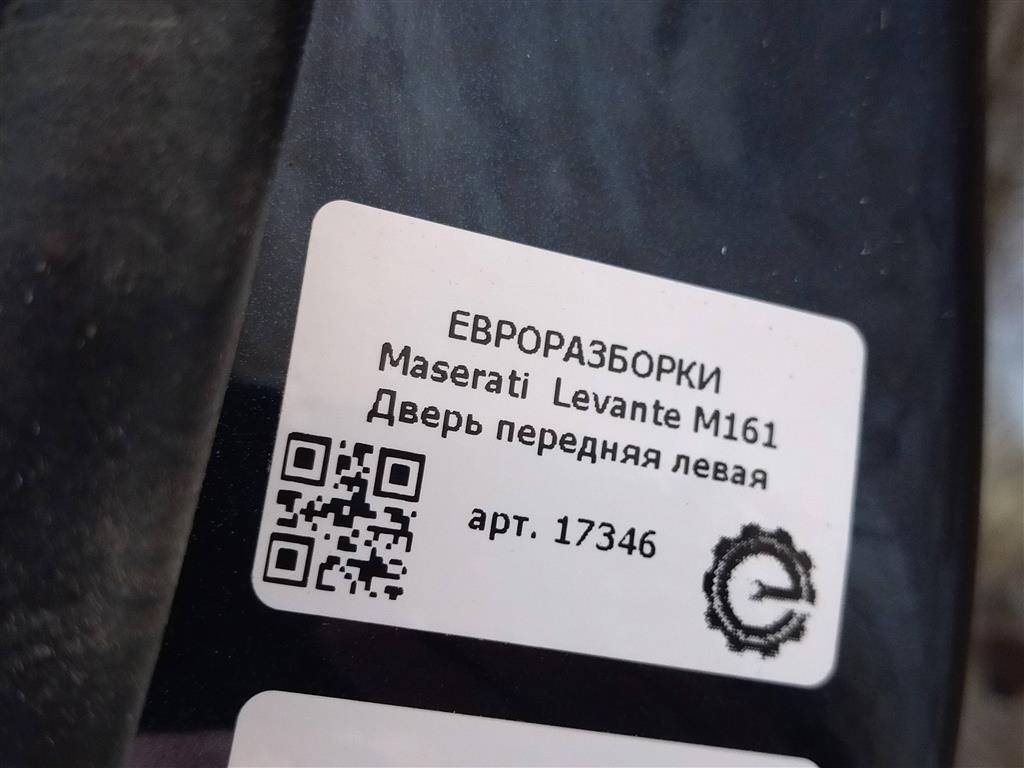 ЕВРОРАЗБОРКИ
Maserati Levante M161
Дверь передняя левая
арт. 17346